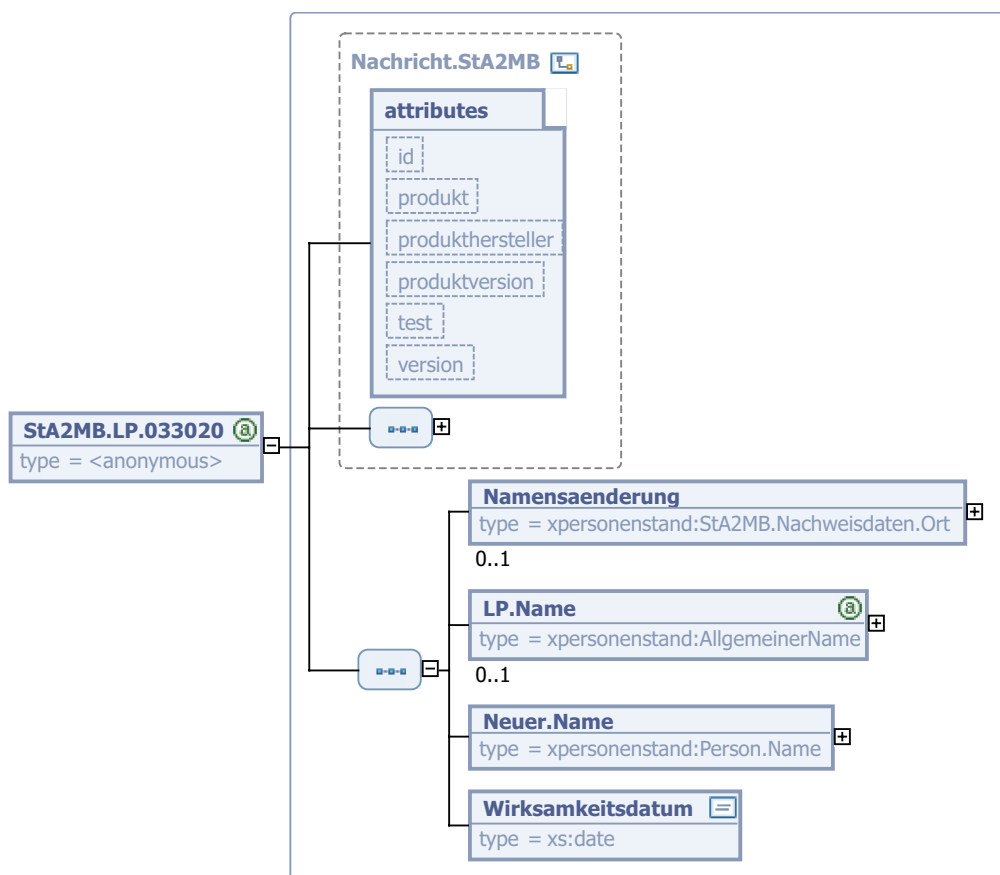 Nachricht.StA2MB
attributes
id
produkt
produkthersteller
produktversion
test
version
StA2MB.LP.033020 a
type = <anonymous>
Namensaenderung
type = xpersonenstand:StA2MB.Nachweisdaten.Ort
0..1
LP.Name a
type = xpersonenstand:AllgemeinerName
0..1
Neuer.Name
type = xpersonenstand:Person.Name
Wirksamkeitsdatum
type = xs:date